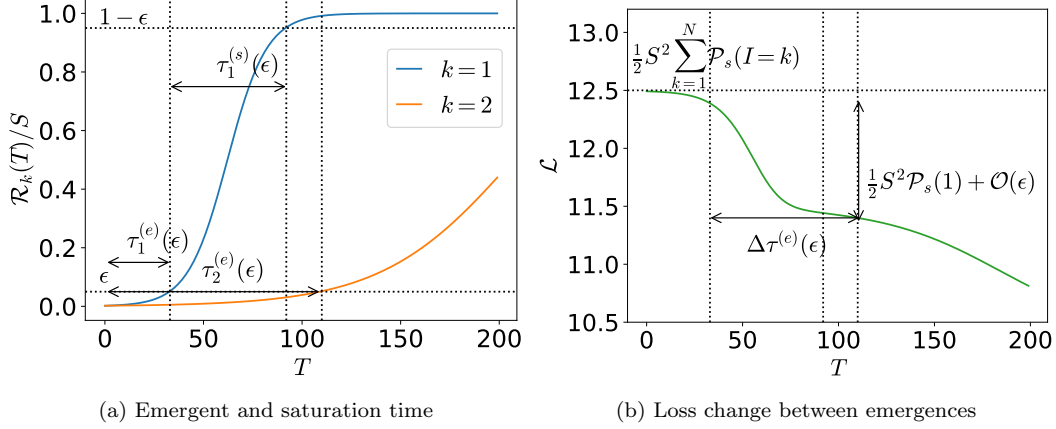 1.0
0.8
0.6
0.4
0.2
0.0
R_k(T)/S
1 − ϵ
τ_1^{(s)}(ϵ)
k = 1
k = 2
τ_1^{(e)}(ϵ)
ϵ
τ_2^{(e)}(ϵ)
0 50 100 150 200
T
(a) Emergent and saturation time
13.0
12.5
12.0
11.5
11.0
10.5
L
½S² ∑_{k=1}^{N} P_s(I = k)
½S²P_s(1) + O(ϵ)
Δτ^{(e)}(ϵ)
0 50 100 150 200
T
(b) Loss change between emergences